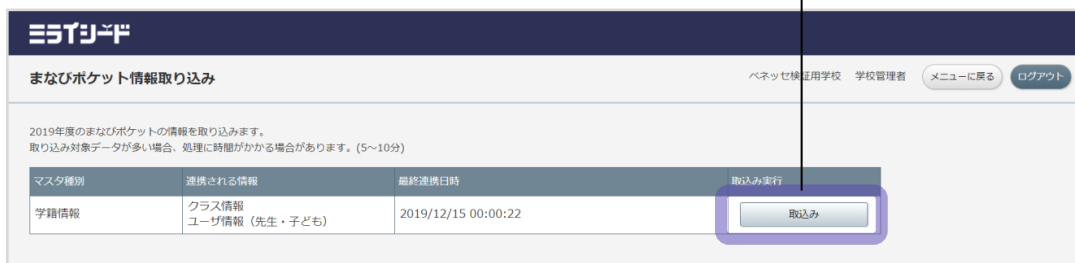 ミライシード
まなびポケット情報取り込み
ベネッセ検証用学校 学校管理者 メニューに戻る ログアウト
2019年度のまなびポケットの情報を取り込みます。
取り込み対象データが多い場合、処理に時間がかかる場合があります。(5～10分)
マスタ種別 連携される情報 最終連携日時 取込み実行
学籍情報 クラス情報 2019/12/15 00:00:22 取込み
ユーザ情報（先生・子ども）